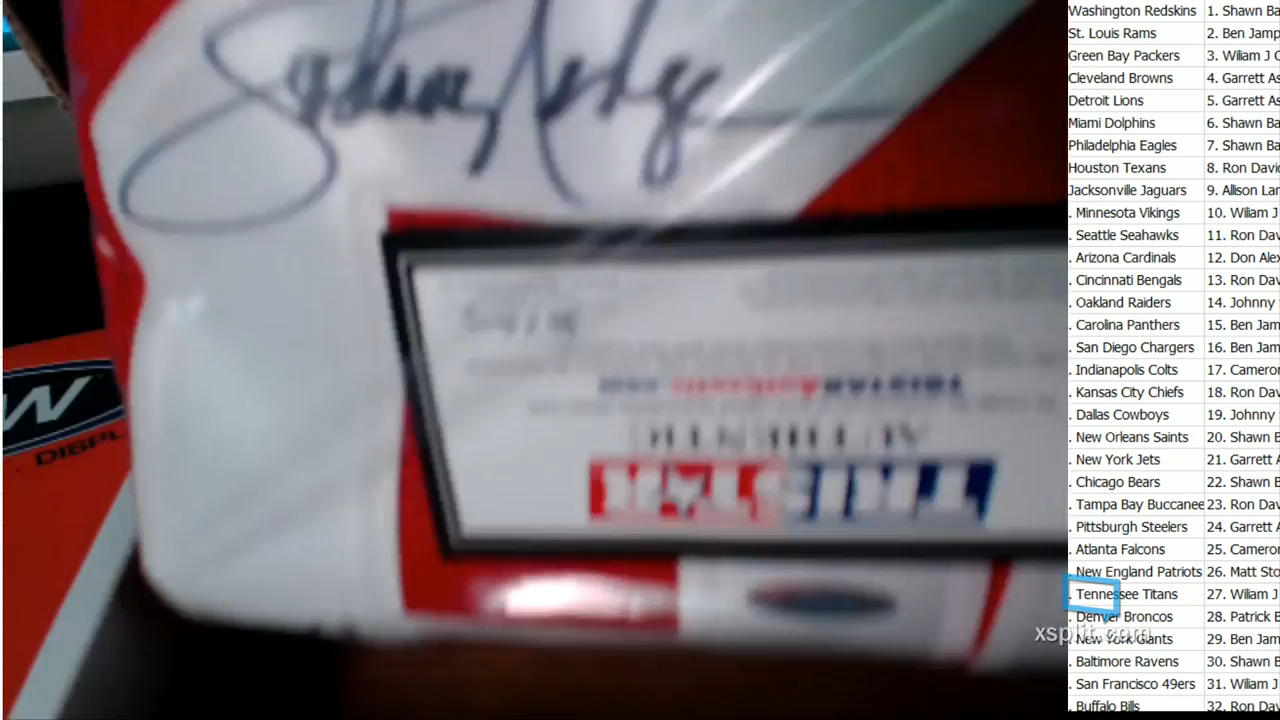 Washington Redskins 1. Shawn Ba
St. Louis Rams 2. Ben Jamp
Green Bay Packers 3. Wiliam J C
Cleveland Browns 4. Garrett As
Detroit Lions 5. Garrett As
Miami Dolphins 6. Shawn Ba
Philadelphia Eagles 7. Shawn Ba
Houston Texans 8. Ron David
Jacksonville Jaguars 9. Allison Lar
. Minnesota Vikings 10. Wiliam J
. Seattle Seahawks 11. Ron Dav
. Arizona Cardinals 12. Don Alex
. Cincinnati Bengals 13. Ron Dav
. Oakland Raiders 14. Johnny
. Carolina Panthers 15. Ben Jam
. San Diego Chargers 16. Ben Jam
. Indianapolis Colts 17. Cameron
. Kansas City Chiefs 18. Ron Dav
. Dallas Cowboys 19. Johnny
. New Orleans Saints 20. Shawn B
. New York Jets 21. Garrett A
. Chicago Bears 22. Shawn B
. Tampa Bay Buccanee 23. Ron Dav
. Pittsburgh Steelers 24. Garrett A
. Atlanta Falcons 25. Cameron
. New England Patriots 26. Matt Sto
. Tennessee Titans 27. Wiliam J
. Denver Broncos 28. Patrick B
. New York Giants 29. Ben Jam
. Baltimore Ravens 30. Shawn B
. San Francisco 49ers 31. Wiliam J
. Buffalo Bills 32. Ron Dav
xsplit.com
W
DISPL